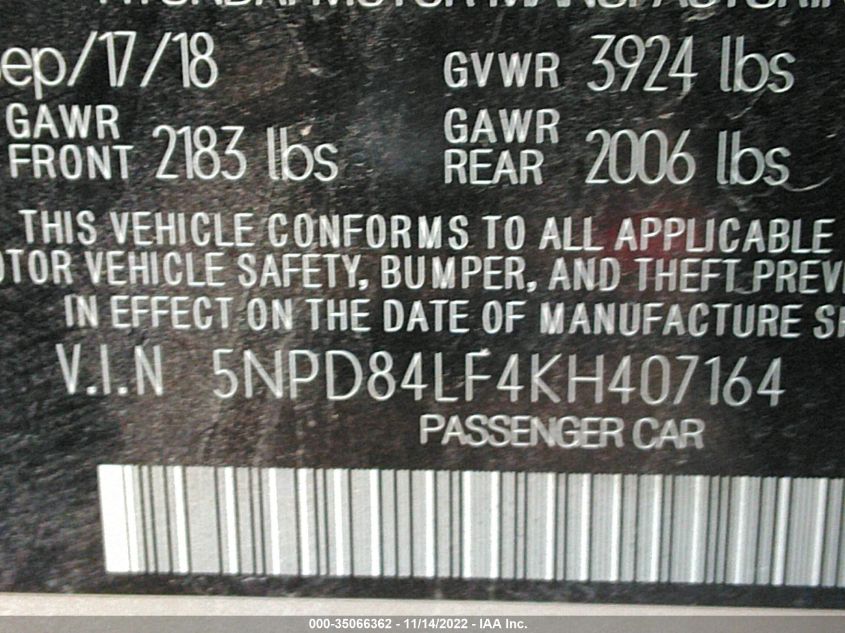 ep/17/18 GVWR 3924 lbs
GAWR FRONT 2183 lbs GAWR REAR 2006 lbs
THIS VEHICLE CONFORMS TO ALL APPLICABLE
OTOR VEHICLE SAFETY, BUMPER, AND THEFT PREV
IN EFFECT ON THE DATE OF MANUFACTURE S
V.I.N 5NPD84LF4KH407164
PASSENGER CAR
000-35066362 - 11/14/2022 - IAA Inc.